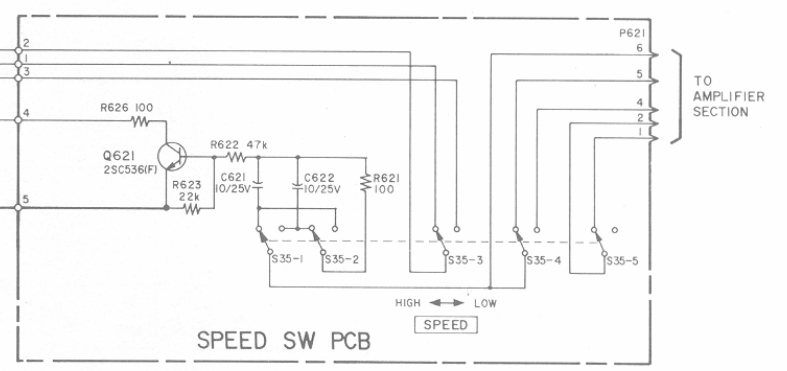 P621
2
6
1
3
5
TO
AMPLIFIER
SECTION
4
2
1
R626 100
4
Q621
2SC536(F)
R622 47k
C621
10/25V
C622
10/25V
R621
100
R623
22k
5
S35-1
S35-2
S35-3
S35-4
S35-5
HIGH
LOW
SPEED
SPEED SW PCB